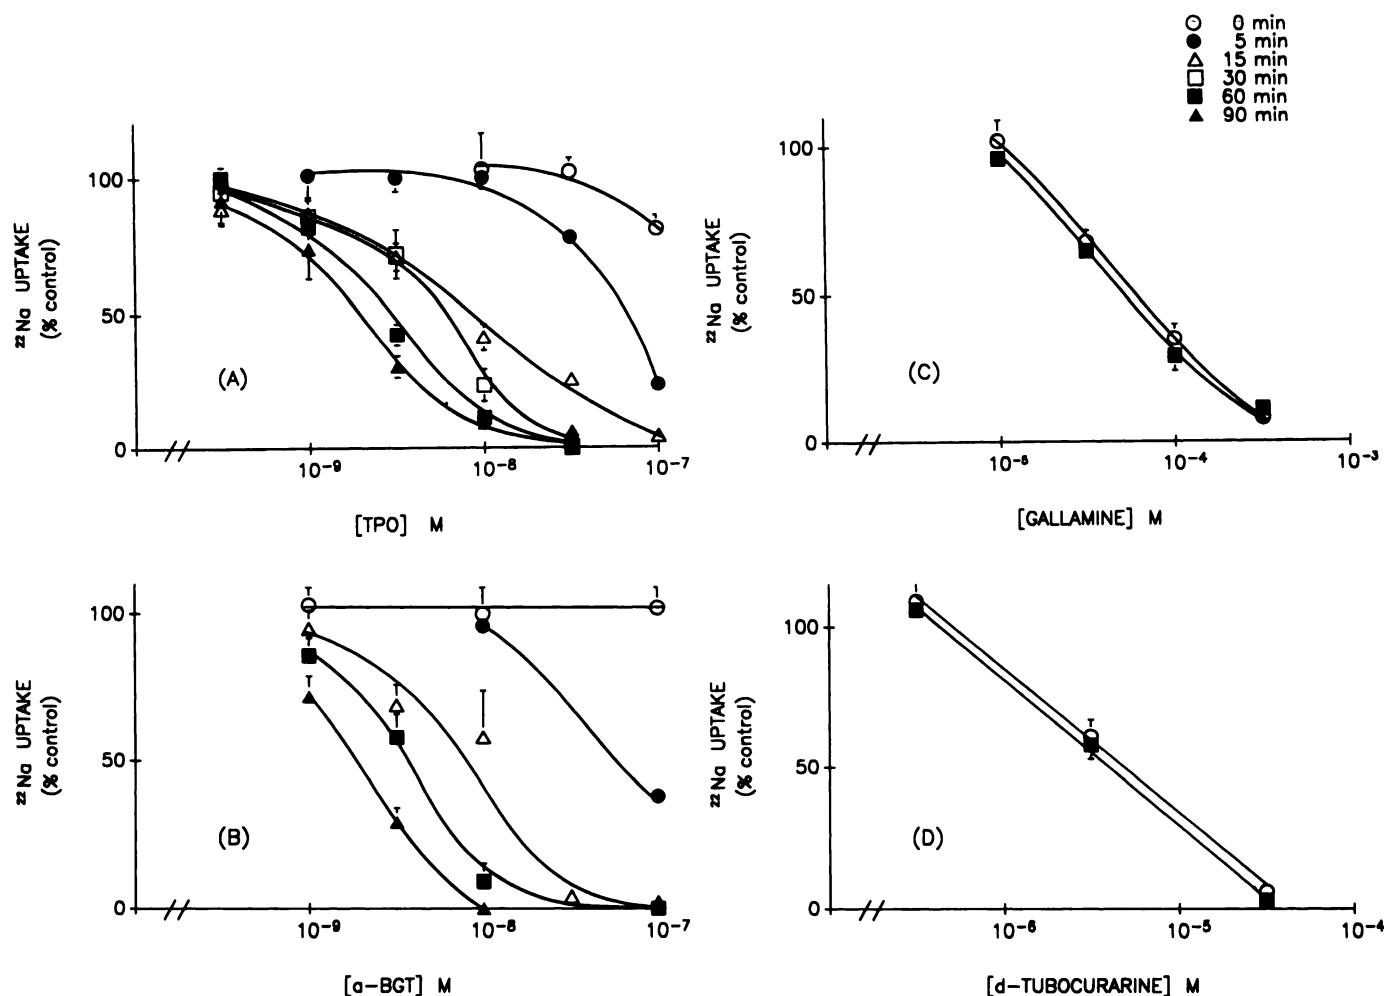 0 min
5 min
15 min
30 min
60 min
90 min
100
50
0
²²Na UPTAKE
(% control)
(A)
10⁻⁹
10⁻⁸
10⁻⁷
[TPO] M
100
50
0
²²Na UPTAKE
(% control)
(C)
10⁻⁵
10⁻⁴
10⁻³
[GALLAMINE] M
100
50
0
²²Na UPTAKE
(% control)
(B)
10⁻⁹
10⁻⁸
10⁻⁷
[a-BGT] M
100
50
0
²²Na UPTAKE
(% control)
(D)
10⁻⁶
10⁻⁵
10⁻⁴
[d-TUBOCURARINE] M